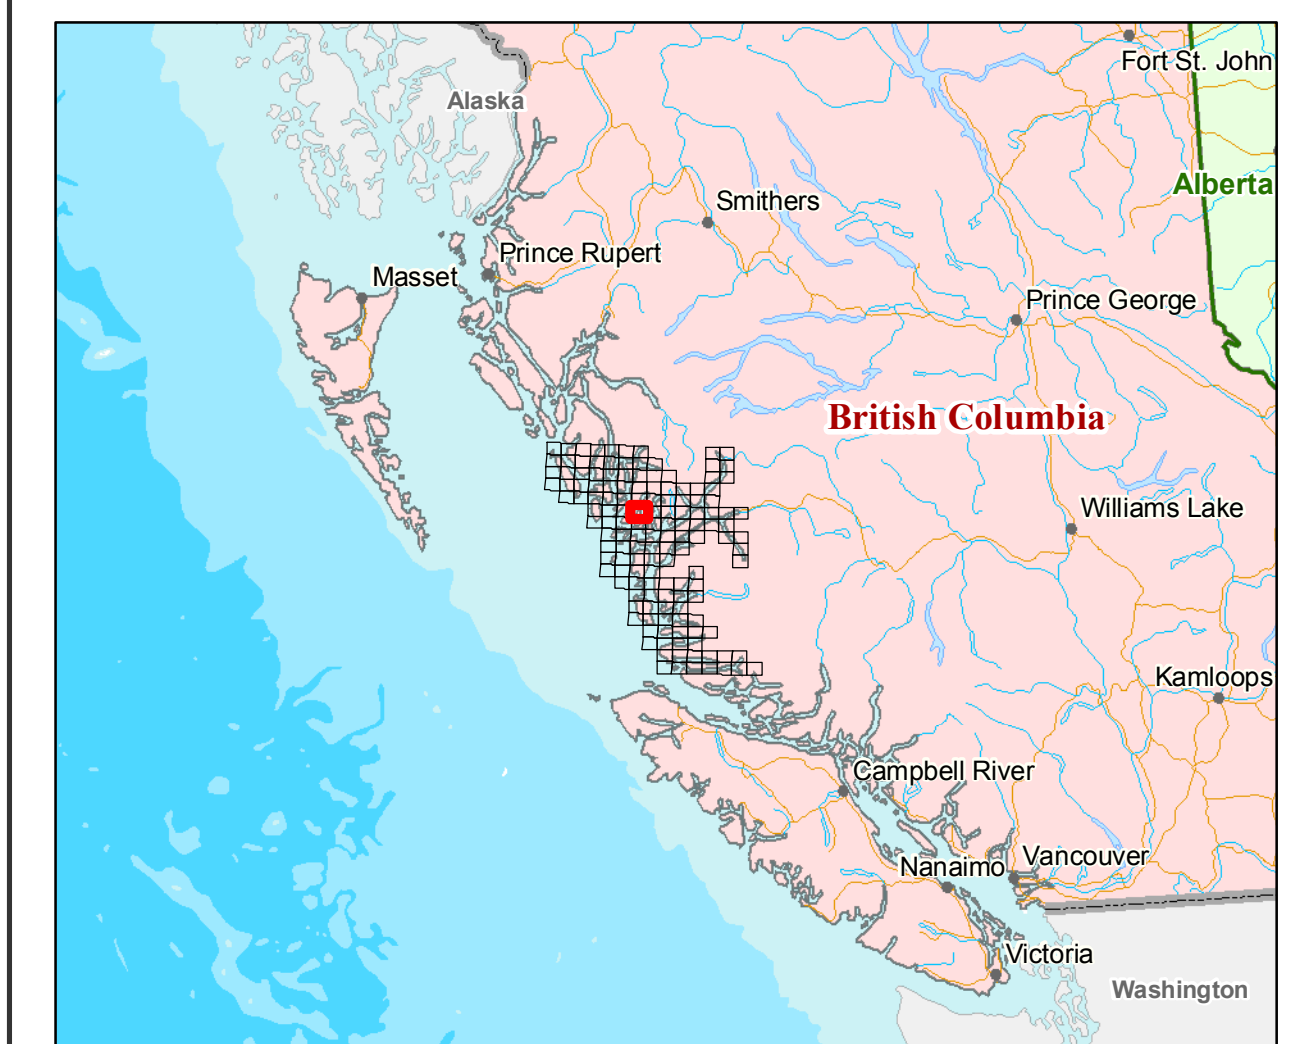 Fort St. John
Alaska
Alberta
Smithers
Prince Rupert
Masset
Prince George
British Columbia
Williams Lake
Kamloops
Campbell River
Vancouver
Nanaimo
Victoria
Washington